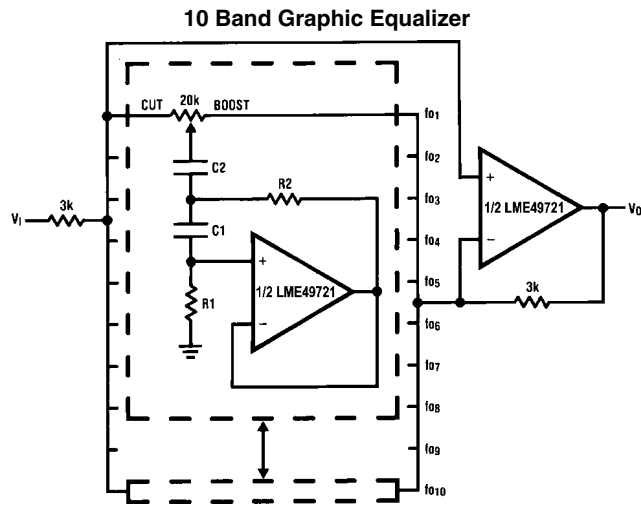 10 Band Graphic Equalizer
CUT 20k BOOST fo1
fo2
C2
R2 fo3
+
1/2 LME49721 VO
VI 3k
C1 fo4 −
+
1/2 LME49721 fo5
R1 3k
− fo6
fo7
fo8
fo9
fo10